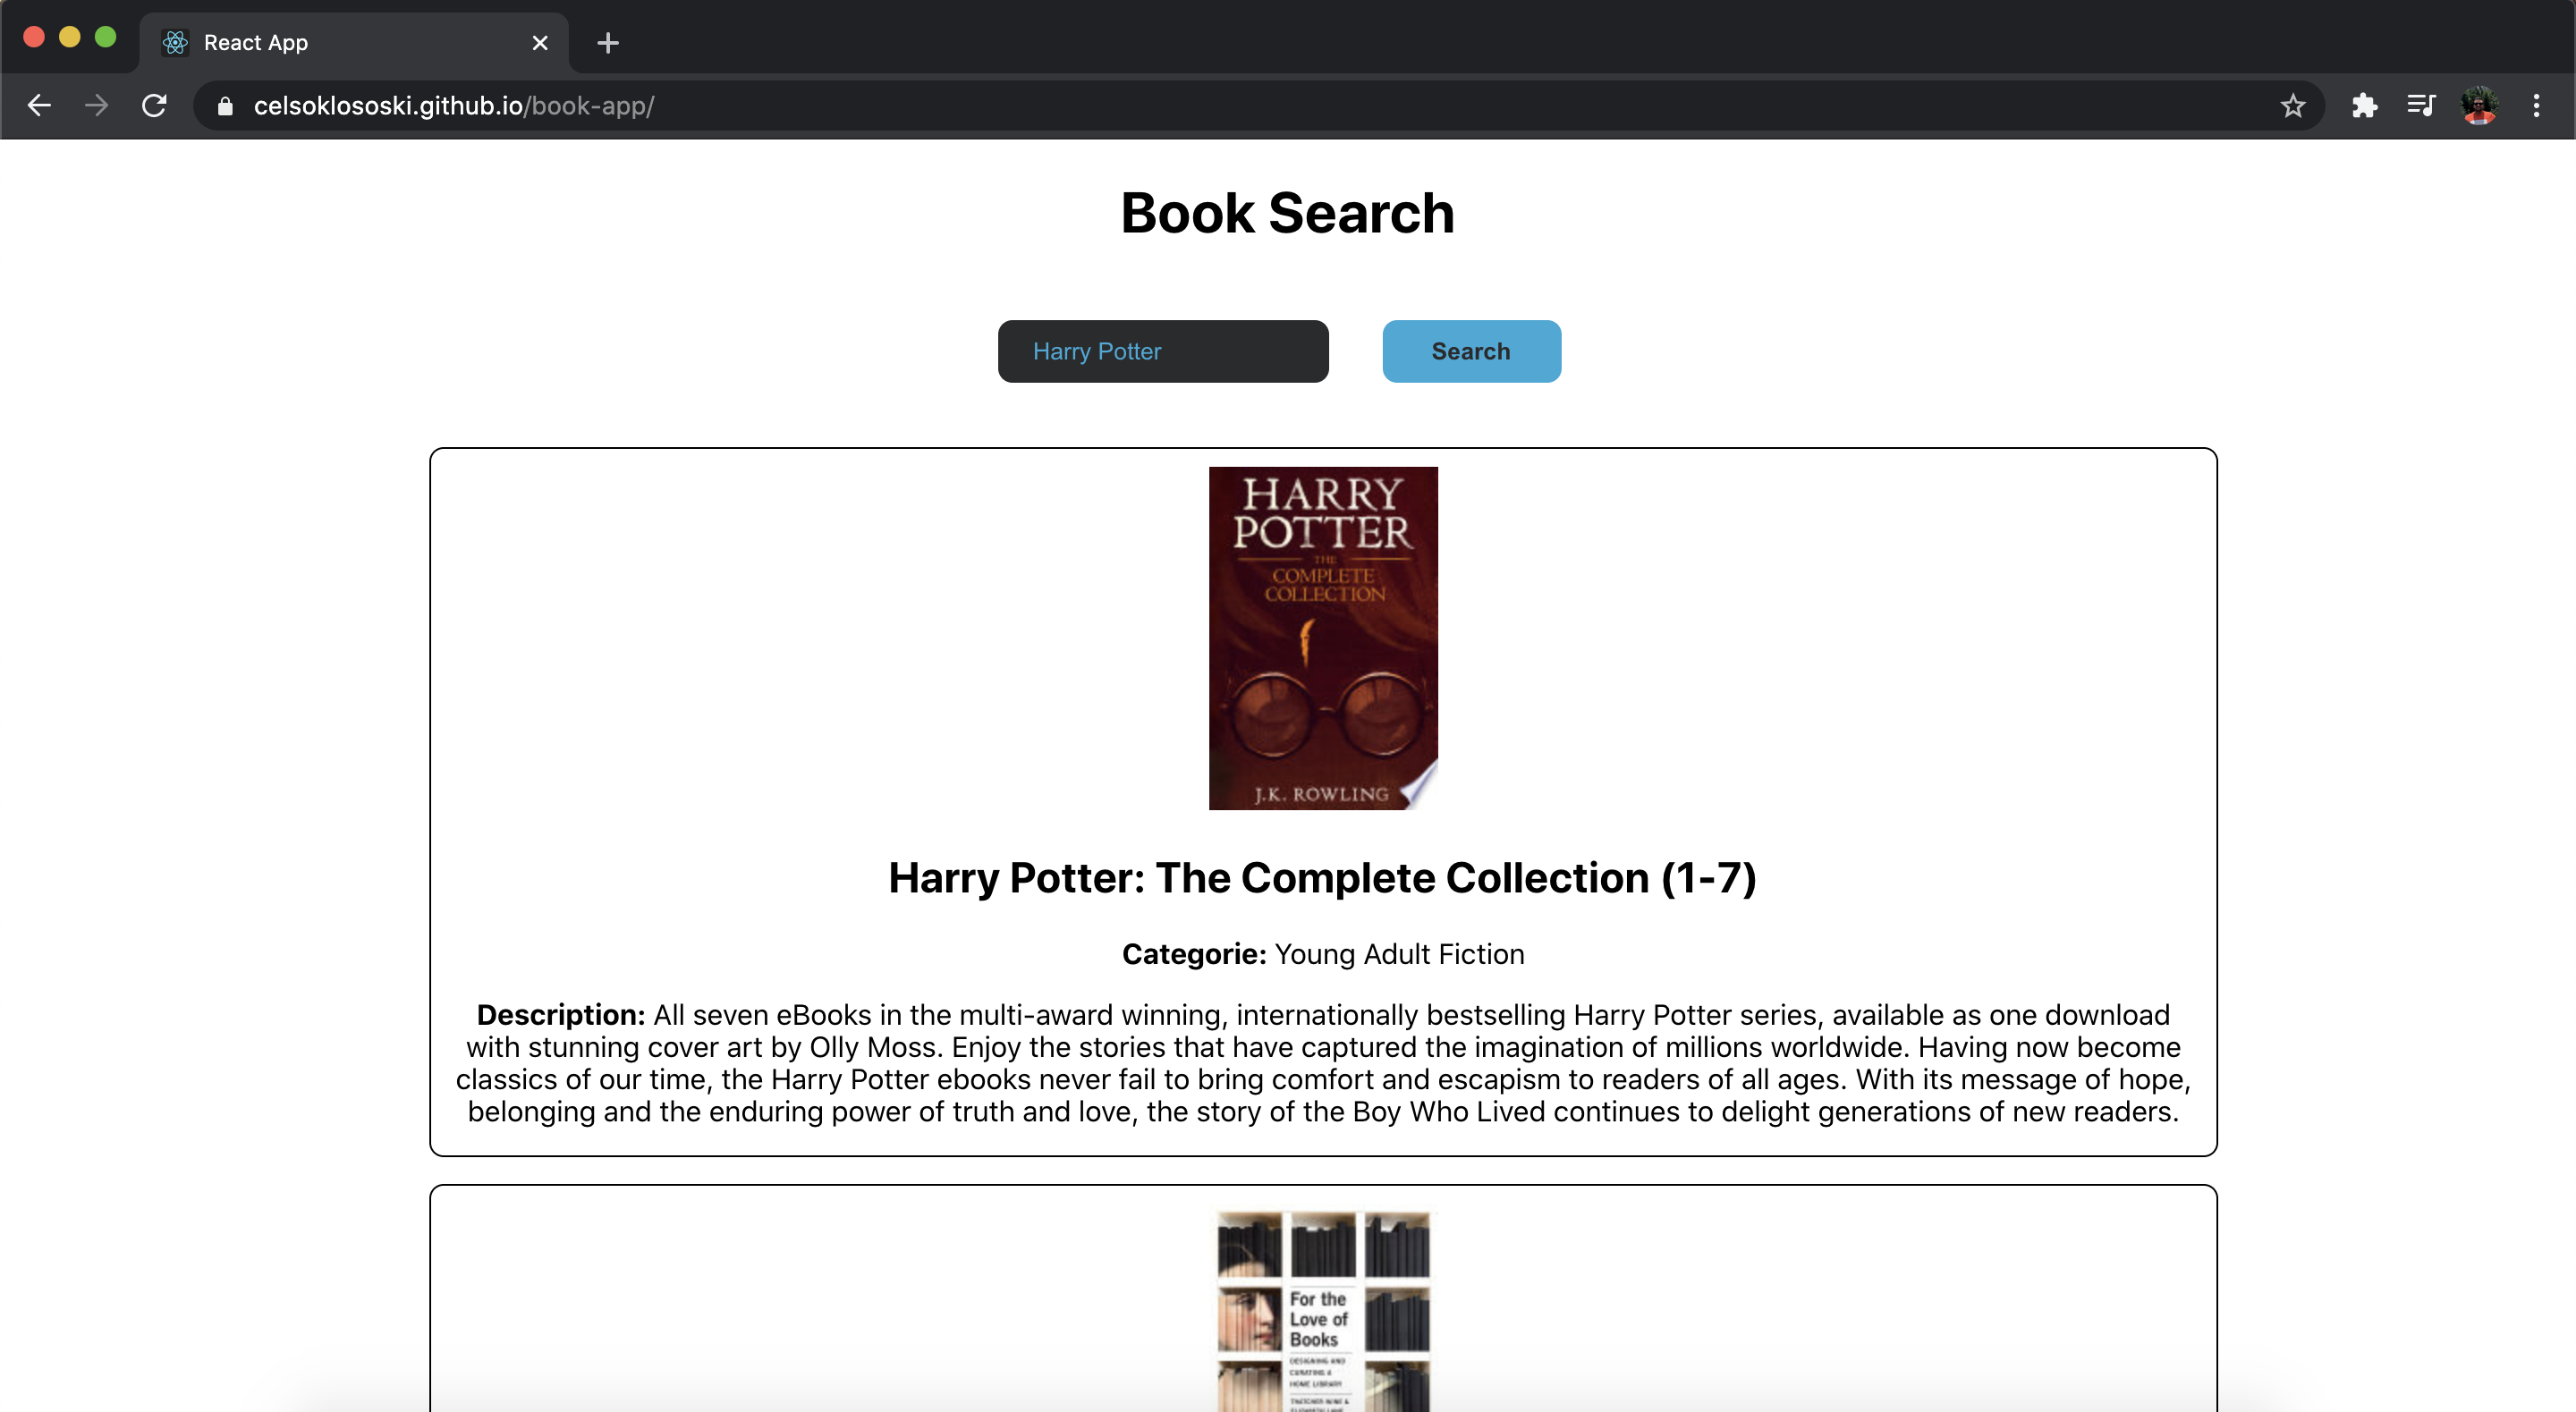 React App
celsoklososki.github.io/book-app/
Book Search
Harry Potter
Search
HARRY
POTTER
THE
COMPLETE
COLLECTION
J.K. ROWLING
Harry Potter: The Complete Collection (1-7)
Categorie: Young Adult Fiction
Description: All seven eBooks in the multi-award winning, internationally bestselling Harry Potter series, available as one download
with stunning cover art by Olly Moss. Enjoy the stories that have captured the imagination of millions worldwide. Having now become
classics of our time, the Harry Potter ebooks never fail to bring comfort and escapism to readers of all ages. With its message of hope,
belonging and the enduring power of truth and love, the story of the Boy Who Lived continues to delight generations of new readers.
For the
Love of
Books
DESIGNING AND
CURATING A
HOME LIBRARY